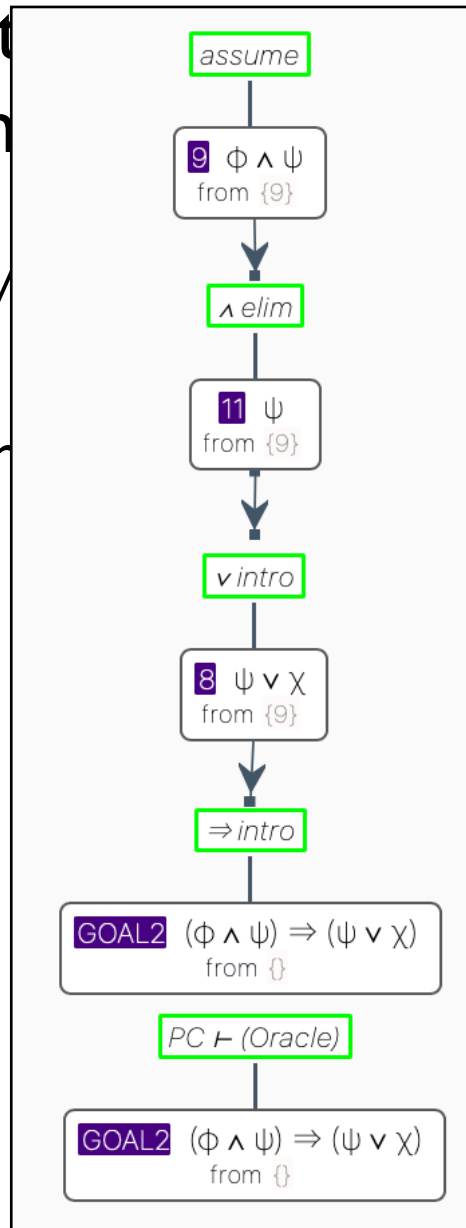 assume
9 ϕ ∧ ψ
from {9}
∧ elim
11 ψ
from {9}
∨ intro
8 ψ ∨ χ
from {9}
⇒ intro
GOAL2 (ϕ ∧ ψ) ⇒ (ψ ∨ χ)
from {}
PC ⊢ (Oracle)
GOAL2 (ϕ ∧ ψ) ⇒ (ψ ∨ χ)
from {}